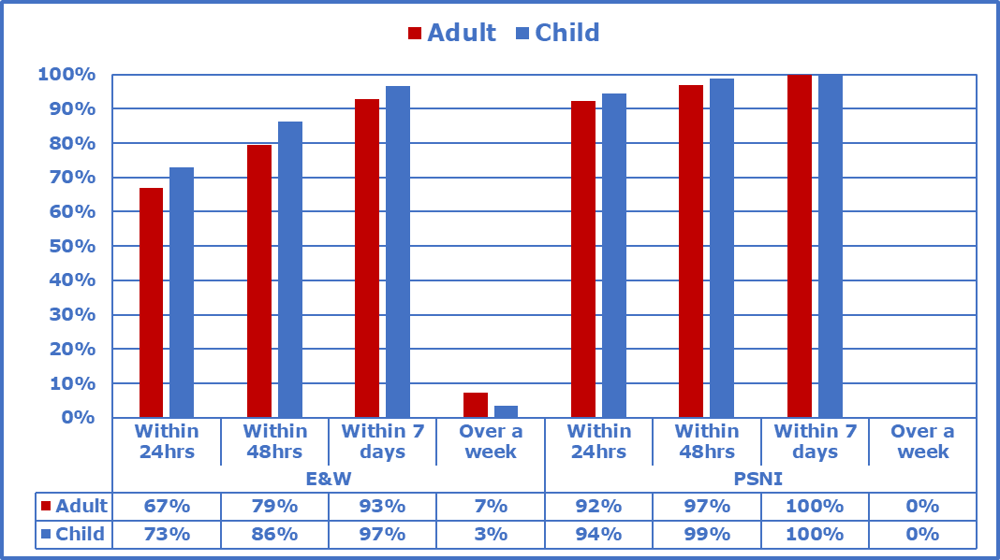 Adult Child
100%
90%
80%
70%
60%
50%
40%
30%
20%
10%
0%
Within Within Within 7 Over a Within Within Within 7 Over a
24hrs 48hrs days week 24hrs 48hrs days week
E&W PSNI
Adult 67% 79% 93% 7% 92% 97% 100% 0%
Child 73% 86% 97% 3% 94% 99% 100% 0%